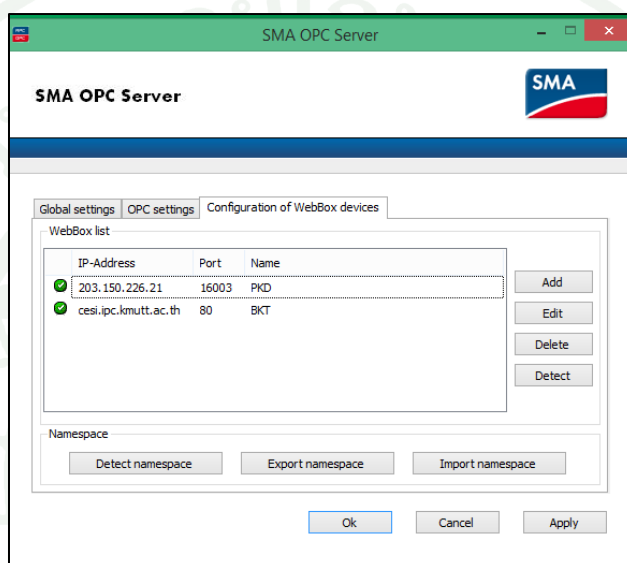 SMA OPC Server
SMA OPC Server
SMA
Global settings OPC settings Configuration of WebBox devices
WebBox list
IP-Address Port Name
203.150.226.21 16003 PKD
cesi.ipc.kmutt.ac.th 80 BKT
Add
Edit
Delete
Detect
Namespace
Detect namespace Export namespace Import namespace
Ok Cancel Apply